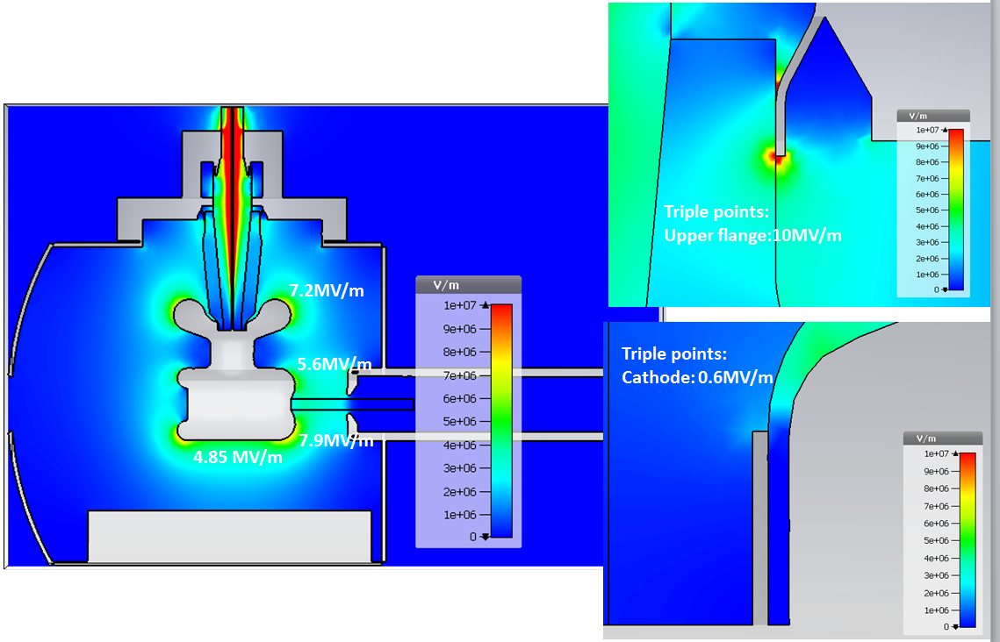 7.2MV/m
5.6MV/m
7.9MV/m
4.85 MV/m
V/m
1e+07
9e+06
8e+06
7e+06
6e+06
5e+06
4e+06
3e+06
2e+06
1e+06
0
Triple points:
Upper flange:10MV/m
V/m
1e+07
9e+06
8e+06
7e+06
6e+06
5e+06
4e+06
3e+06
2e+06
1e+06
0
Triple points:
Cathode: 0.6MV/m
V/m
1e+07
9e+06
8e+06
7e+06
6e+06
5e+06
4e+06
3e+06
2e+06
1e+06
0